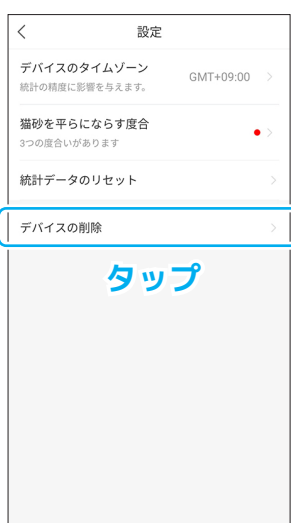 設定
デバイスのタイムゾーン
GMT+09:00
統計の精度に影響を与えます。
猫砂を平らにならす度合
3つの度合いがあります
統計データのリセット
デバイスの削除
タップ